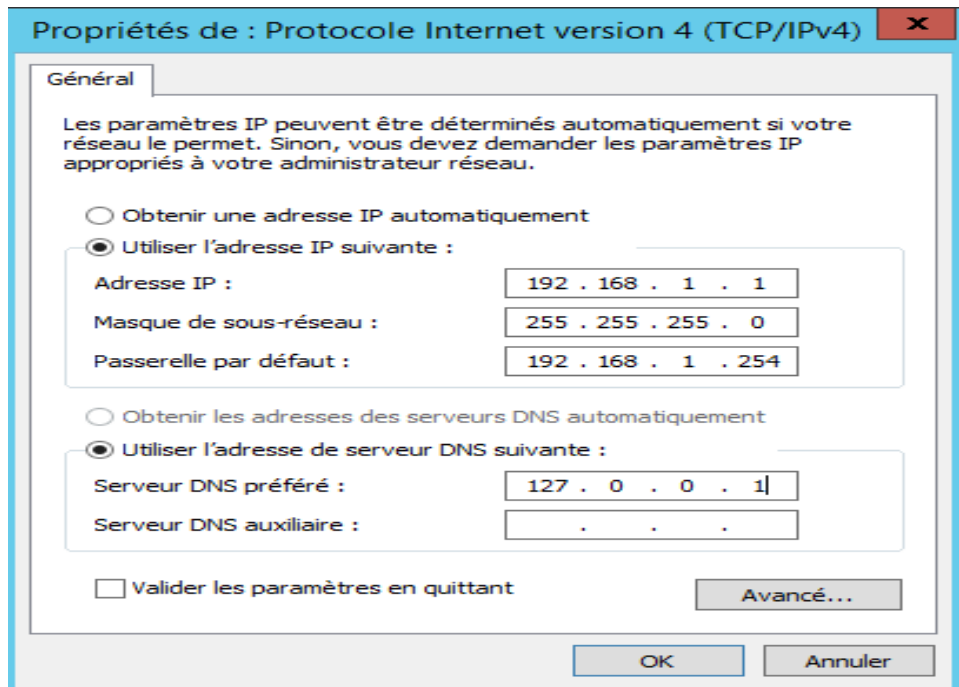 Propriétés de : Protocole Internet version 4 (TCP/IPv4)
x
Général
Les paramètres IP peuvent être déterminés automatiquement si votre
réseau le permet. Sinon, vous devez demander les paramètres IP
appropriés à votre administrateur réseau.
Obtenir une adresse IP automatiquement
Utiliser l'adresse IP suivante :
Adresse IP : 192 . 168 . 1 . 1
Masque de sous-réseau : 255 . 255 . 255 . 0
Passerelle par défaut : 192 . 168 . 1 . 254
Obtenir les adresses des serveurs DNS automatiquement
Utiliser l'adresse de serveur DNS suivante :
Serveur DNS préféré : 127 . 0 . 0 . 1
Serveur DNS auxiliaire : . . .
Valider les paramètres en quittant Avancé...
OK Annuler